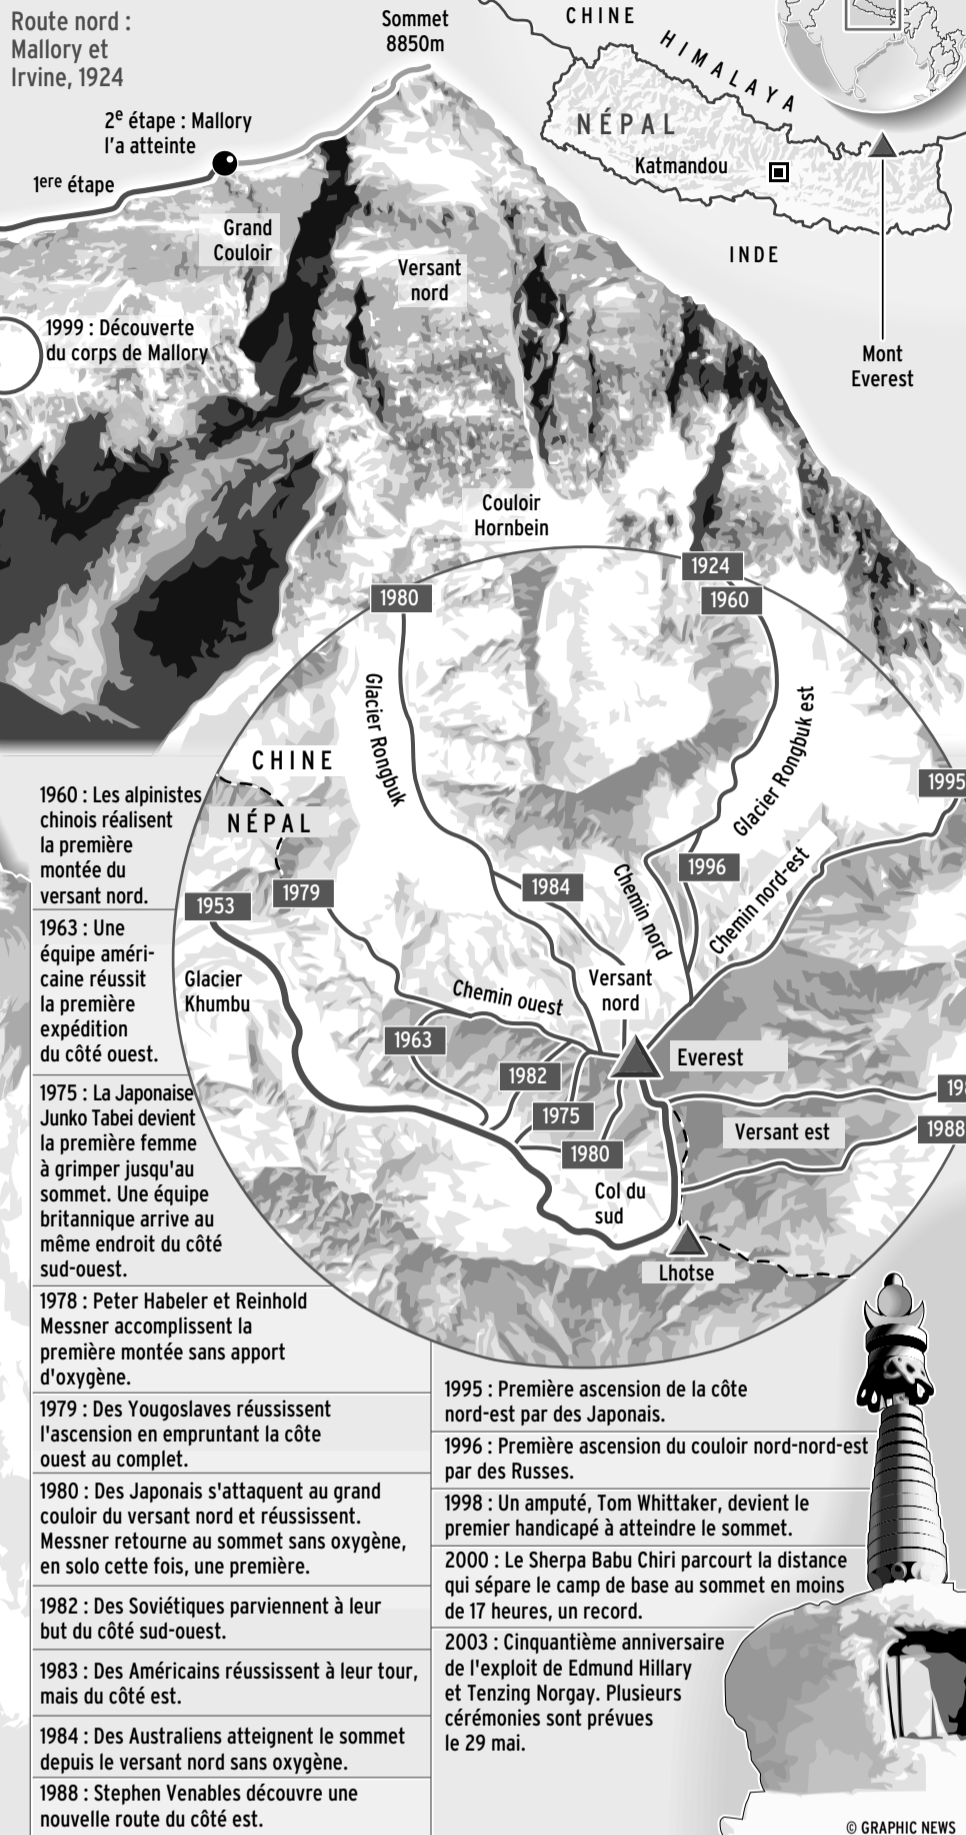 Route nord :
Mallory et
Irvine, 1924
Sommet
8850m
2e étape : Mallory
l'a atteinte
1ere étape
Grand
Couloir
Versant
nord
1999 : Découverte
du corps de Mallory
Couloir
Hornbein
CHINE
HIMALAYA
NÉPAL
Katmandou
INDE
Mont
Everest
1924
1960
1980
Glacier Rongbuk
Glacier Rongbuk est
CHINE
NÉPAL
1995
1953
1979
1984
1996
Chemin nord
Chemin nord-est
Glacier
Khumbu
Chemin ouest
Versant
nord
1963
Everest
1982
1975
1980
Versant est
1988
Col du
sud
Lhotse
1960 : Les alpinistes
chinois réalisent
la première
montée du
versant nord.
1963 : Une
équipe améri-
caine réussit
la première
expédition
du côté ouest.
1975 : La Japonaise
Junko Tabei devient
la première femme
à grimper jusqu'au
sommet. Une équipe
britannique arrive au
même endroit du côté
sud-ouest.
1978 : Peter Habeler et Reinhold
Messner accomplissent la
première montée sans apport
d'oxygène.
1979 : Des Yougoslaves réussissent
l'ascension en empruntant la côte
ouest au complet.
1980 : Des Japonais s'attaquent au grand
couloir du versant nord et réussissent.
Messner retourne au sommet sans oxygène,
en solo cette fois, une première.
1982 : Des Soviétiques parviennent à leur
but du côté sud-ouest.
1983 : Des Américains réussissent à leur tour,
mais du côté est.
1984 : Des Australiens atteignent le sommet
depuis le versant nord sans oxygène.
1988 : Stephen Venables découvre une
nouvelle route du côté est.
1995 : Première ascension de la côte
nord-est par des Japonais.
1996 : Première ascension du couloir nord-nord-est
par des Russes.
1998 : Un amputé, Tom Whittaker, devient le
premier handicapé à atteindre le sommet.
2000 : Le Sherpa Babu Chiri parcourt la distance
qui sépare le camp de base au sommet en moins
de 17 heures, un record.
2003 : Cinquantième anniversaire
de l'exploit de Edmund Hillary
et Tenzing Norgay. Plusieurs
cérémonies sont prévues
le 29 mai.
© GRAPHIC NEWS